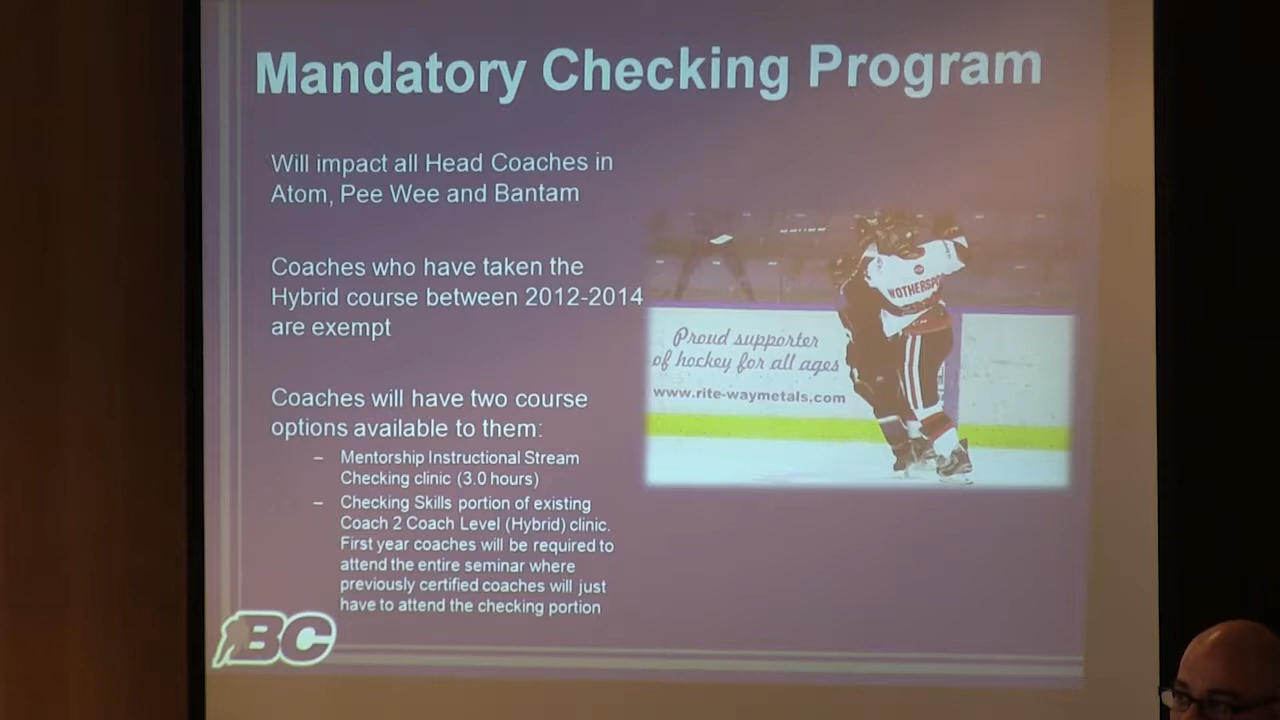 Mandatory Checking Program
Will impact all Head Coaches in
Atom, Pee Wee and Bantam
Coaches who have taken the
Hybrid course between 2012-2014
are exempt
Coaches will have two course
options available to them:
– Mentorship Instructional Stream
Checking clinic (3.0 hours)
– Checking Skills portion of existing
Coach 2 Coach Level (Hybrid) clinic.
First year coaches will be required to
attend the entire seminar where
previously certified coaches will just
have to attend the checking portion
WOTHERSP
Proud supporter
of hockey for all ages
www.rite-waymetals.com
BC